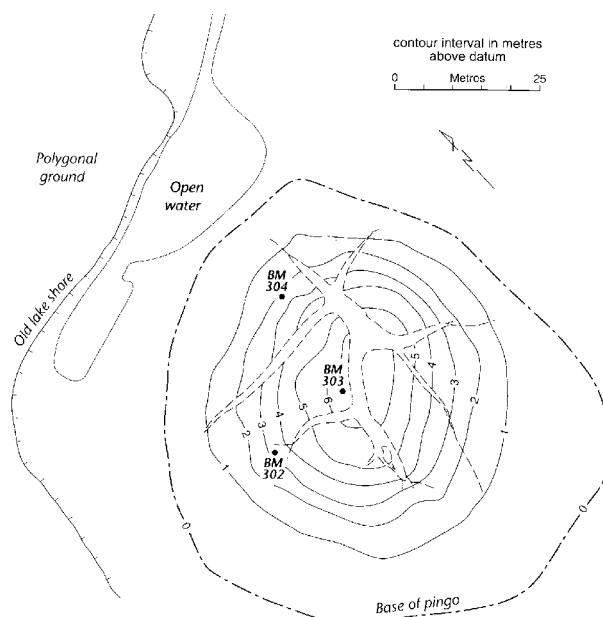 contour interval in metres
above datum
0 Metros 25
N
Polygonal
ground
Open
water
Old lake shore
BM
304
BM
303
BM
302
5
4
3
2
1
6
5
4
3
2
1
0
0
Base of pingo